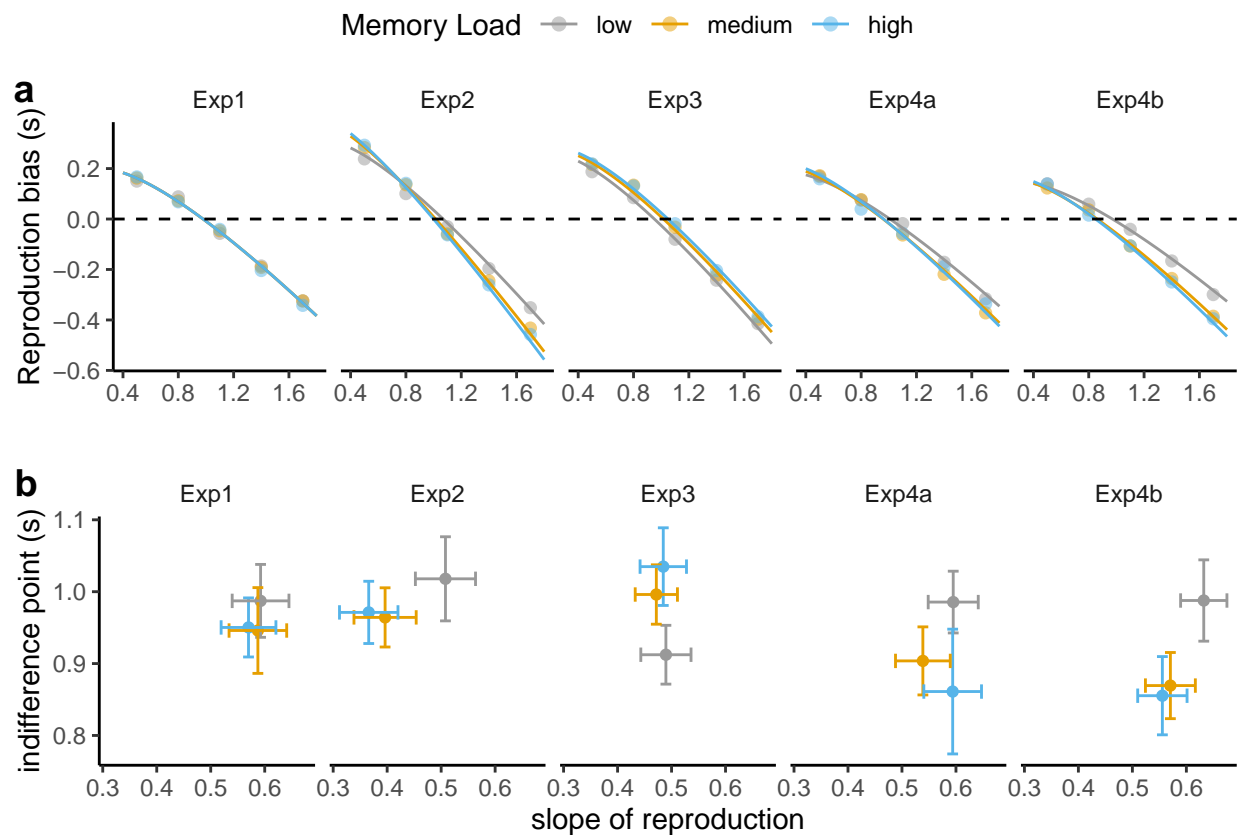 Memory Load low medium high
a
Exp1 Exp2 Exp3 Exp4a Exp4b
Reproduction bias (s)
0.2
0.0
−0.2
−0.4
−0.6
0.4 0.8 1.2 1.6 0.4 0.8 1.2 1.6 0.4 0.8 1.2 1.6 0.4 0.8 1.2 1.6 0.4 0.8 1.2 1.6
b
Exp1 Exp2 Exp3 Exp4a Exp4b
indifference point (s)
1.1
1.0
0.9
0.8
0.3 0.4 0.5 0.6 0.3 0.4 0.5 0.6 0.3 0.4 0.5 0.6 0.3 0.4 0.5 0.6 0.3 0.4 0.5 0.6
slope of reproduction